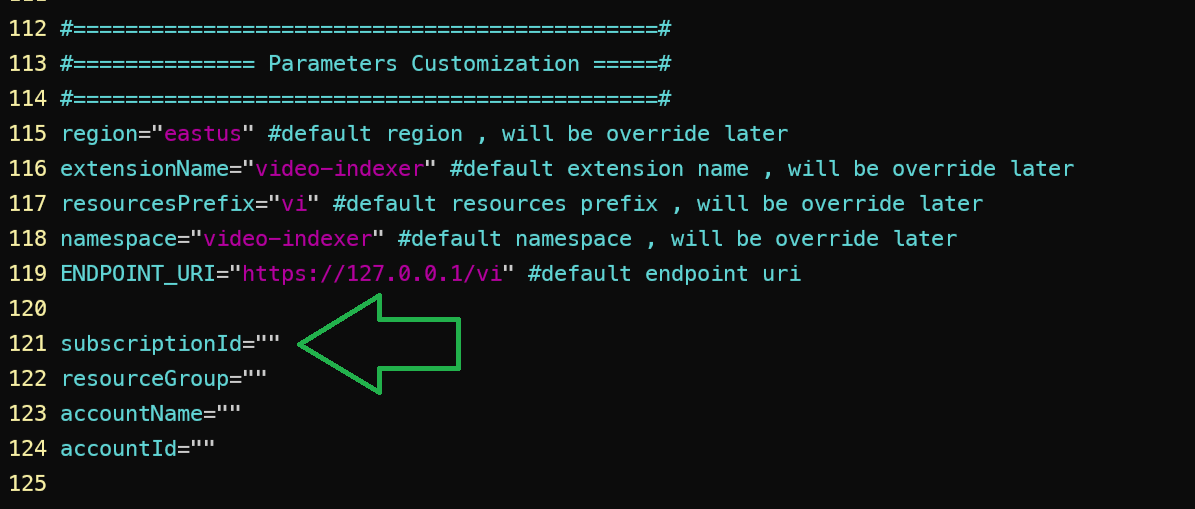 112 #=============================================#
113 #============== Parameters Customization =====#
114 #=============================================#
115 region="eastus" #default region , will be override later
116 extensionName="video-indexer" #default extension name , will be override later
117 resourcesPrefix="vi" #default resources prefix , will be override later
118 namespace="video-indexer" #default namespace , will be override later
119 ENDPOINT_URI="https://127.0.0.1/vi" #default endpoint uri
120
121 subscriptionId=""
122 resourceGroup=""
123 accountName=""
124 accountId=""
125